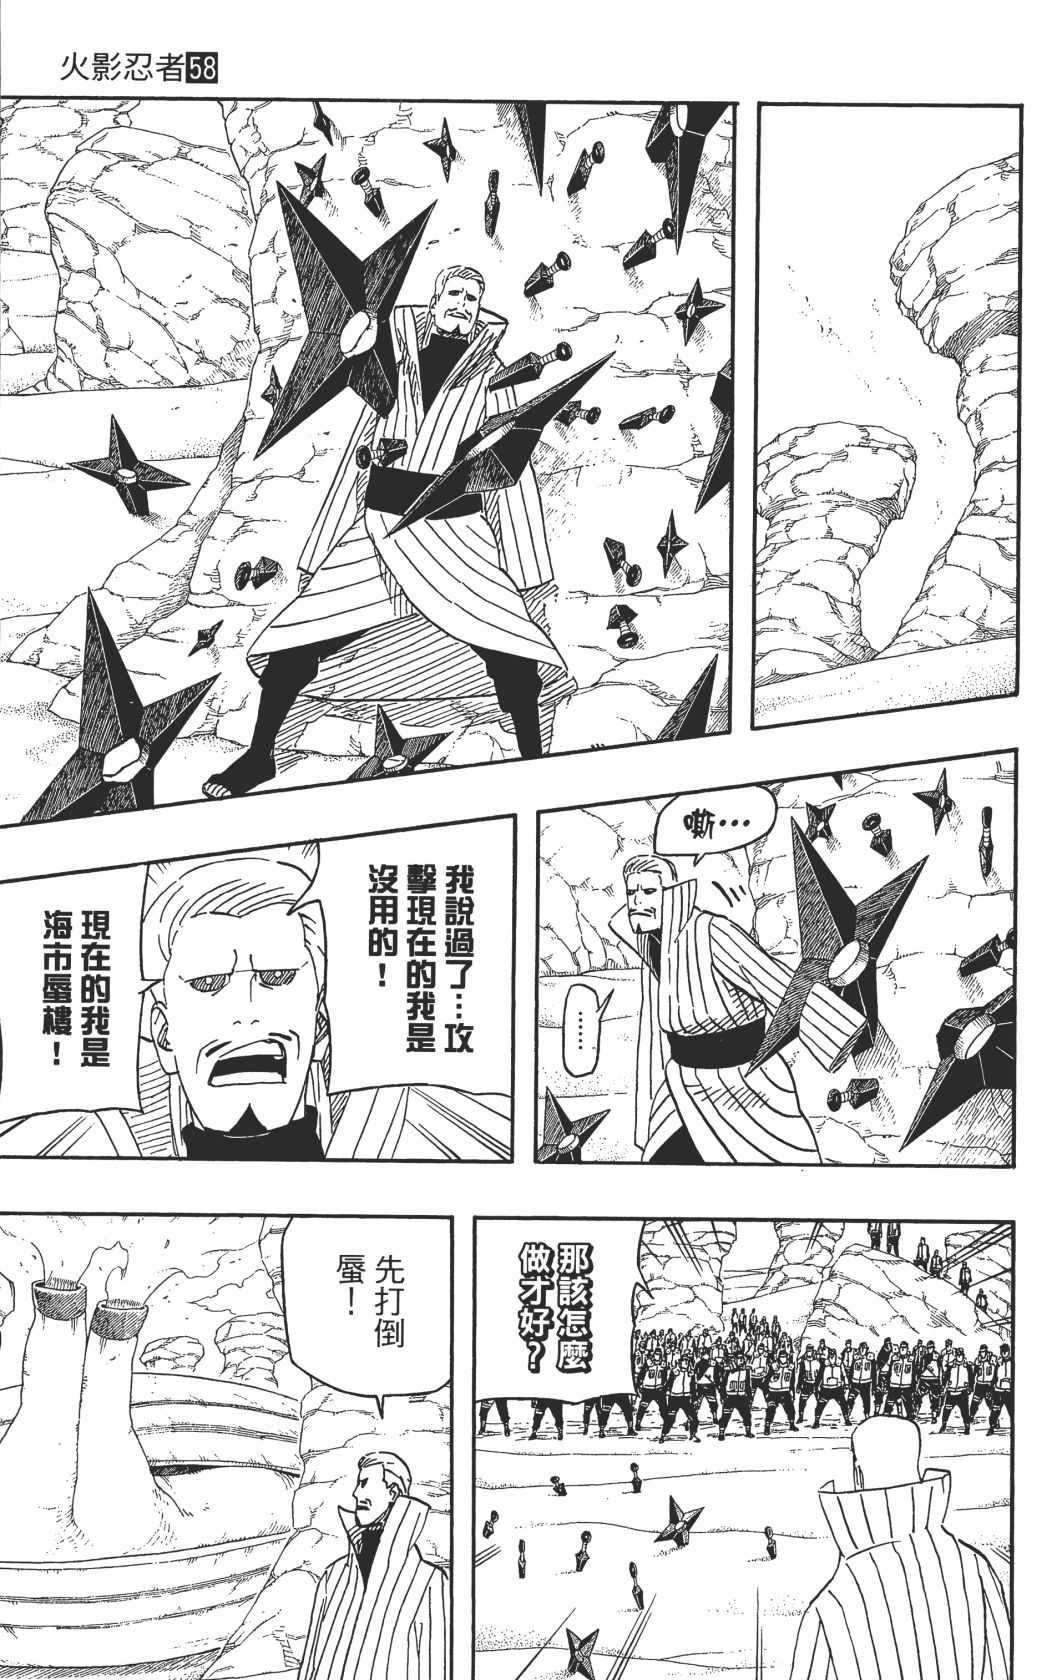 火影忍者58
嘶…
……
我說過了…攻
擊現在的我是
沒用的！
現在的我是
海市蜃樓！
那該怎麼
做才好？
先打倒
蜃！